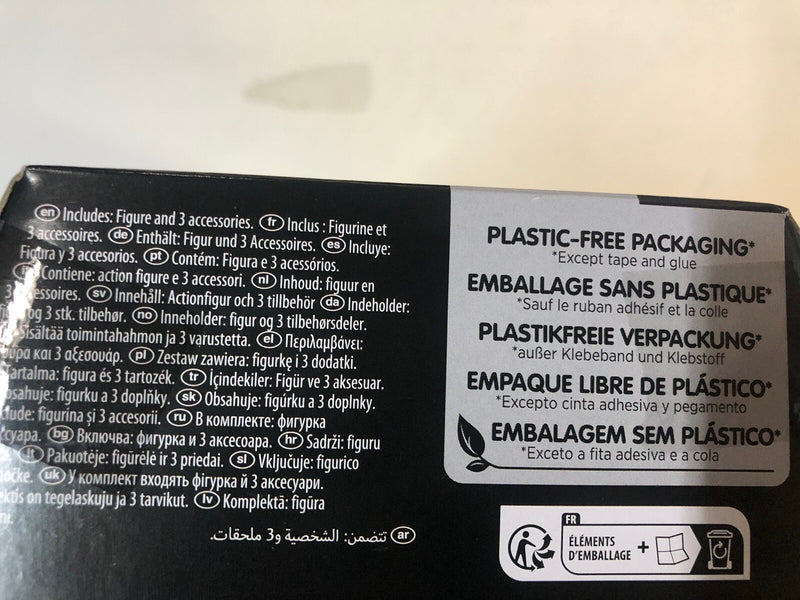 en Includes: Figure and 3 accessories. fr Inclus : Figurine et
3 accessoires. de Enthält: Figur und 3 Accessoires. es Incluye:
Figura y 3 accesorios. pt Contém: Figura e 3 acessórios.
Contiene: action figure e 3 accessori. nl Inhoud: figuur en
3 accessoires. sv Innehåll: Actionfigur och 3 tillbehör da Indeholder:
og 3 stk. tilbehør. no Inneholder: figur og 3 tilbehørsdeler.
Sisältää toimintahahmon ja 3 varustetta. el Περιλαμβάνει:
και 3 αξεσουάρ. pl Zestaw zawiera: figurkę i 3 dodatki.
figura és 3 tartozék. tr İçindekiler: Figür ve 3 aksesuar.
figurku a 3 doplňky. sk Obsahuje: figúrku a 3 doplnky.
figurina și 3 accesorii. ru В комплекте: фигурка
bg Включва: фигурка и 3 аксесоара. hr Sadrži: figuru
lt Pakuotėje: figūrėlė ir 3 priedai. sl Vključuje: figurico
uk У комплект входять фігурка й 3 аксесуари.
on tegelaskuju ja 3 tarvikut. lv Komplektā: figūra
ar تتضمن: الشخصية و3 ملحقات.
PLASTIC-FREE PACKAGING*
*Except tape and glue
EMBALLAGE SANS PLASTIQUE*
*Sauf le ruban adhésif et la colle
PLASTIKFREIE VERPACKUNG*
*außer Klebeband und Klebstoff
EMPAQUE LIBRE DE PLÁSTICO*
*Excepto cinta adhesiva y pegamento
EMBALAGEM SEM PLÁSTICO*
*Exceto a fita adesiva e a cola
FR
ÉLÉMENTS
D'EMBALLAGE +